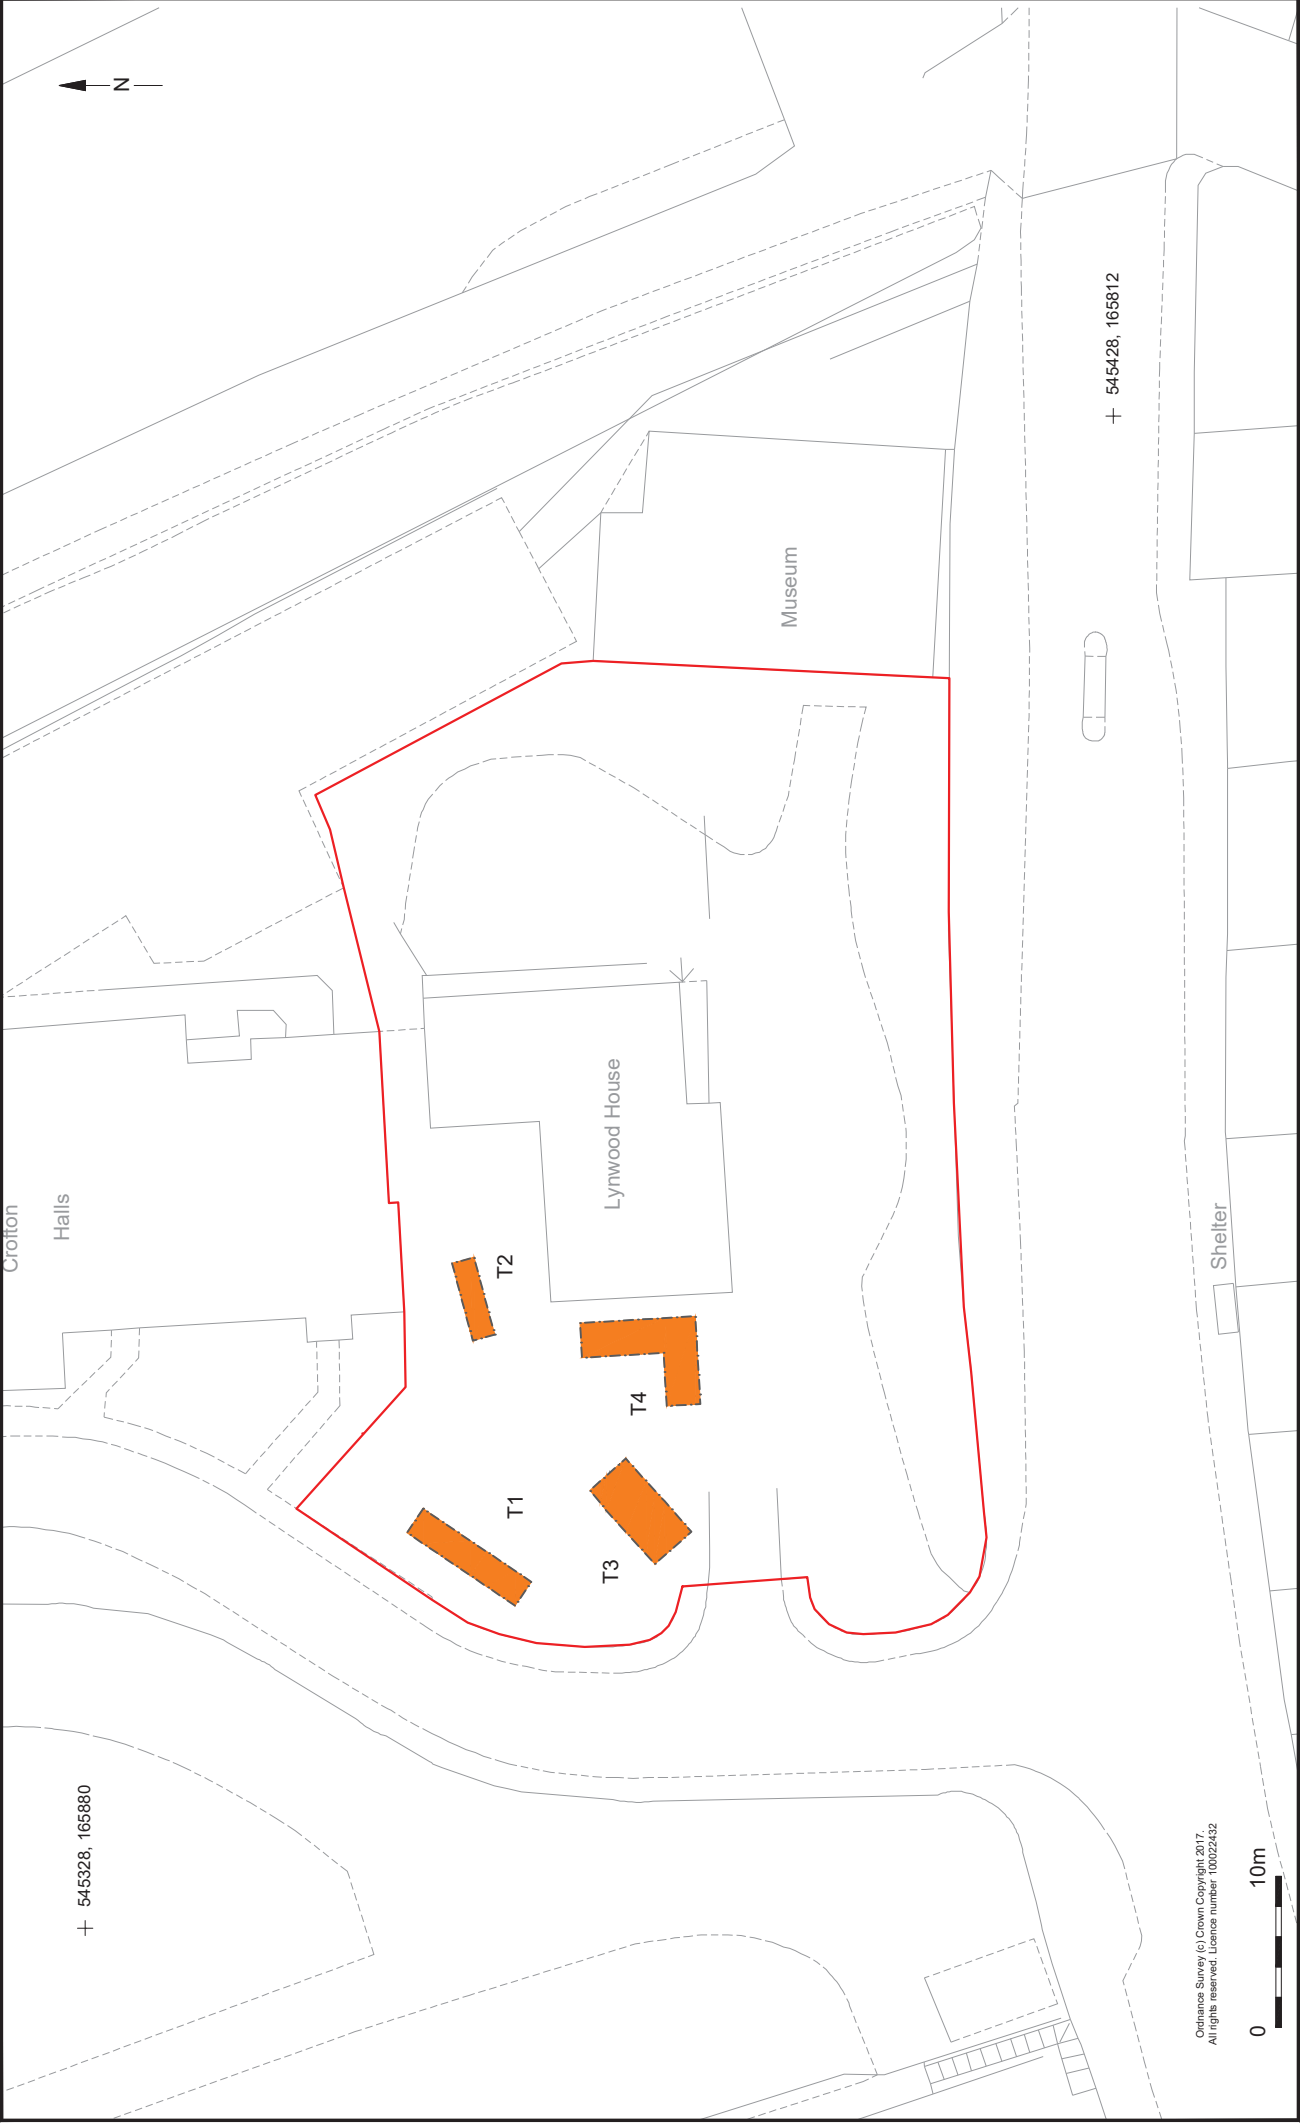 N
Crofton
Halls
545428, 165812
Museum
Lynwood House
T2
T4
T1
T3
Shelter
545328, 165880
Ordnance Survey (c) Crown Copyright 2017.
All rights reserved. Licence number 100022432
0 10m